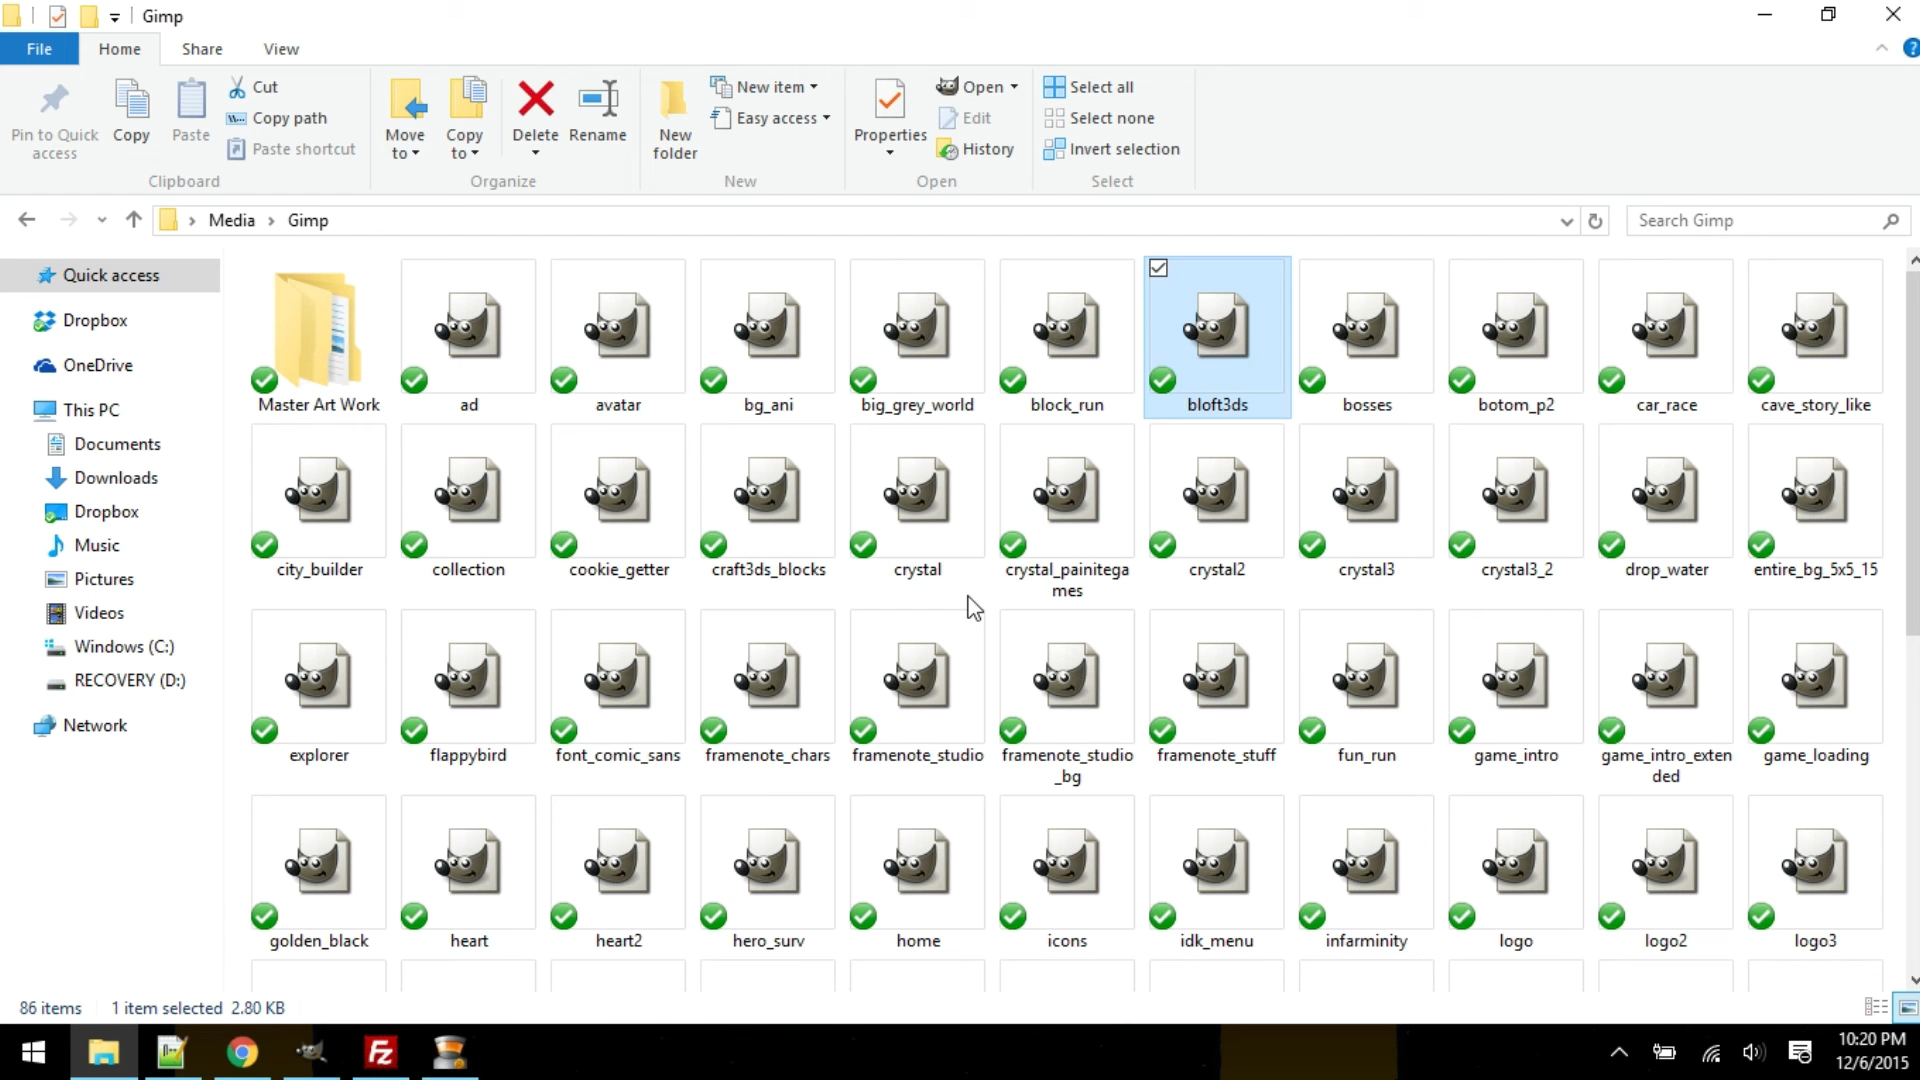 Gimp
File Home Share View
Pin to Quick access
Copy
Paste
Cut
Copy path
Paste shortcut
Clipboard
Move to
Copy to
Delete
Rename
Organize
New folder
New item
Easy access
New
Properties
Open
Edit
History
Open
Select all
Select none
Invert selection
Select
Media Gimp
Search Gimp
Quick access
Dropbox
OneDrive
This PC
Documents
Downloads
Dropbox
Music
Pictures
Videos
Windows (C:)
RECOVERY (D:)
Network
Master Art Work ad avatar bg_ani big_grey_world block_run bloft3ds bosses botom_p2 car_race cave_story_like
city_builder collection cookie_getter craft3ds_blocks crystal crystal_painitega crystal2 crystal3 crystal3_2 drop_water entire_bg_5x5_15
mes
explorer flappybird font_comic_sans framenote_chars framenote_studio framenote_studio framenote_stuff fun_run game_intro game_intro_exten game_loading
_bg ded
golden_black heart heart2 hero_surv home icons idk_menu infarminity logo logo2 logo3
86 items 1 item selected 2.80 KB
10:20 PM
12/6/2015